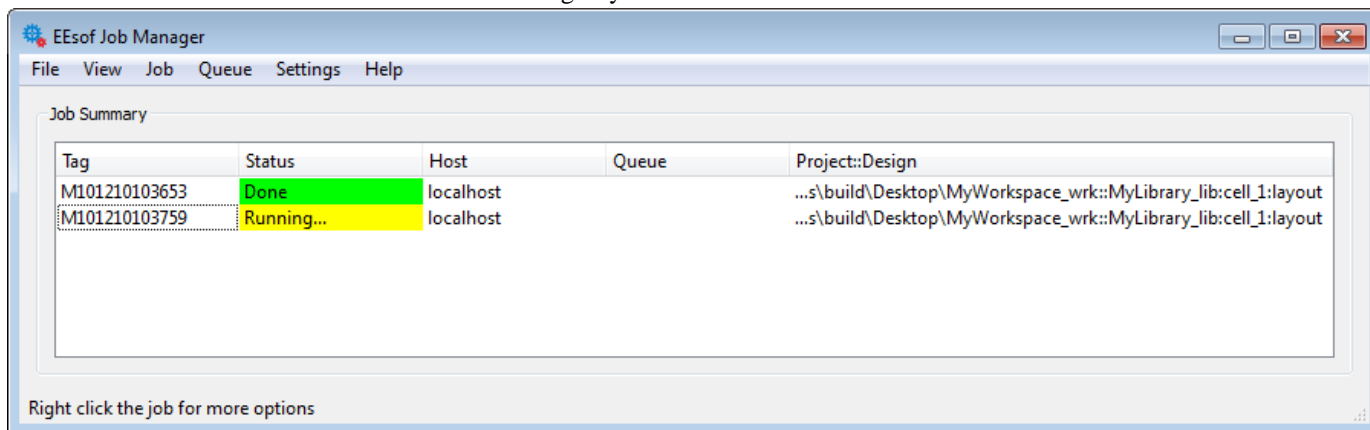 EEsof Job Manager
File View Job Queue Settings Help
Job Summary
Tag Status Host Queue Project::Design
M101210103653 Done localhost ...s\build\Desktop\MyWorkspace_wrk::MyLibrary_lib:cell_1:layout
M101210103759 Running... localhost ...s\build\Desktop\MyWorkspace_wrk::MyLibrary_lib:cell_1:layout
Right click the job for more options